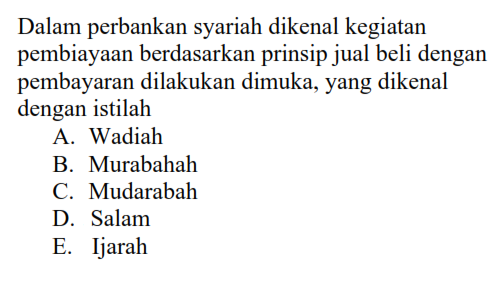 Dalam perbankan syariah dikenal kegiatan
pembiayaan berdasarkan prinsip jual beli dengan
pembayaran dilakukan dimuka, yang dikenal
dengan istilah
A. Wadiah
B. Murabahah
C. Mudarabah
D. Salam
E. Ijarah